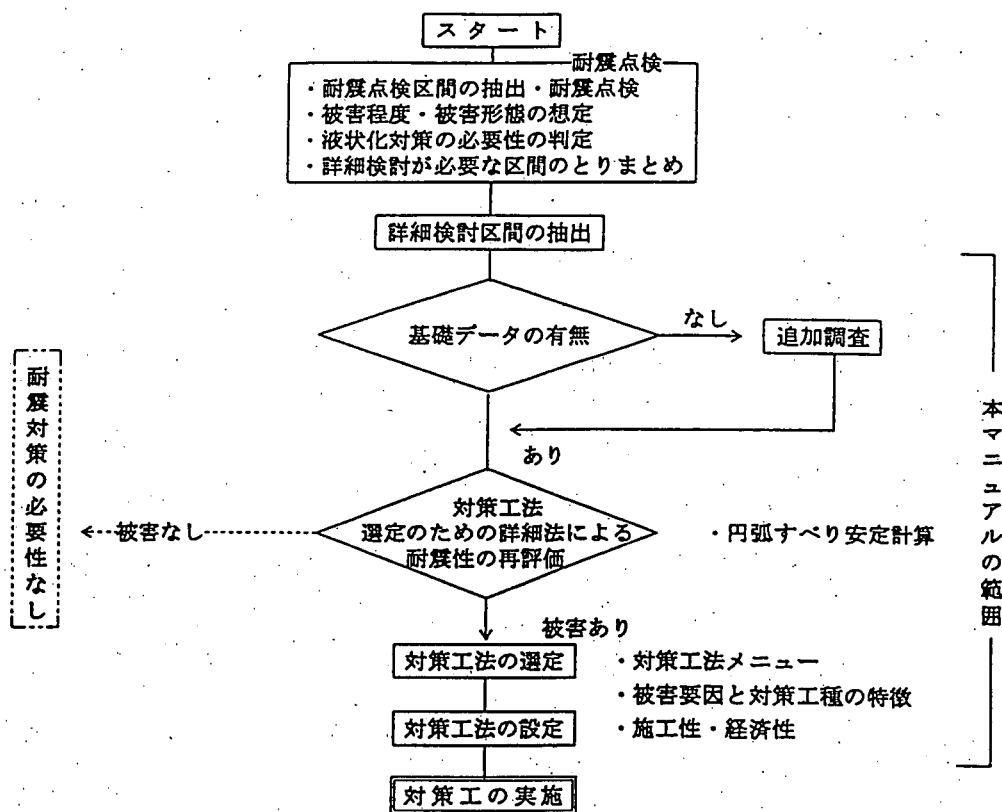 スタート
耐震点検
・耐震点検区間の抽出・耐震点検
・被害程度・被害形態の想定
・液状化対策の必要性の判定
・詳細検討が必要な区間のとりまとめ
詳細検討区間の抽出
基礎データの有無
なし
追加調査
あり
対策工法
選定のための詳細法による
耐震性の再評価
・円弧すべり安定計算
被害なし
耐震対策の必要性なし
被害あり
対策工法の選定
・対策工法メニュー
・被害要因と対策工種の特徴
対策工法の設定
・施工性・経済性
対策工の実施
本マニュアルの範囲